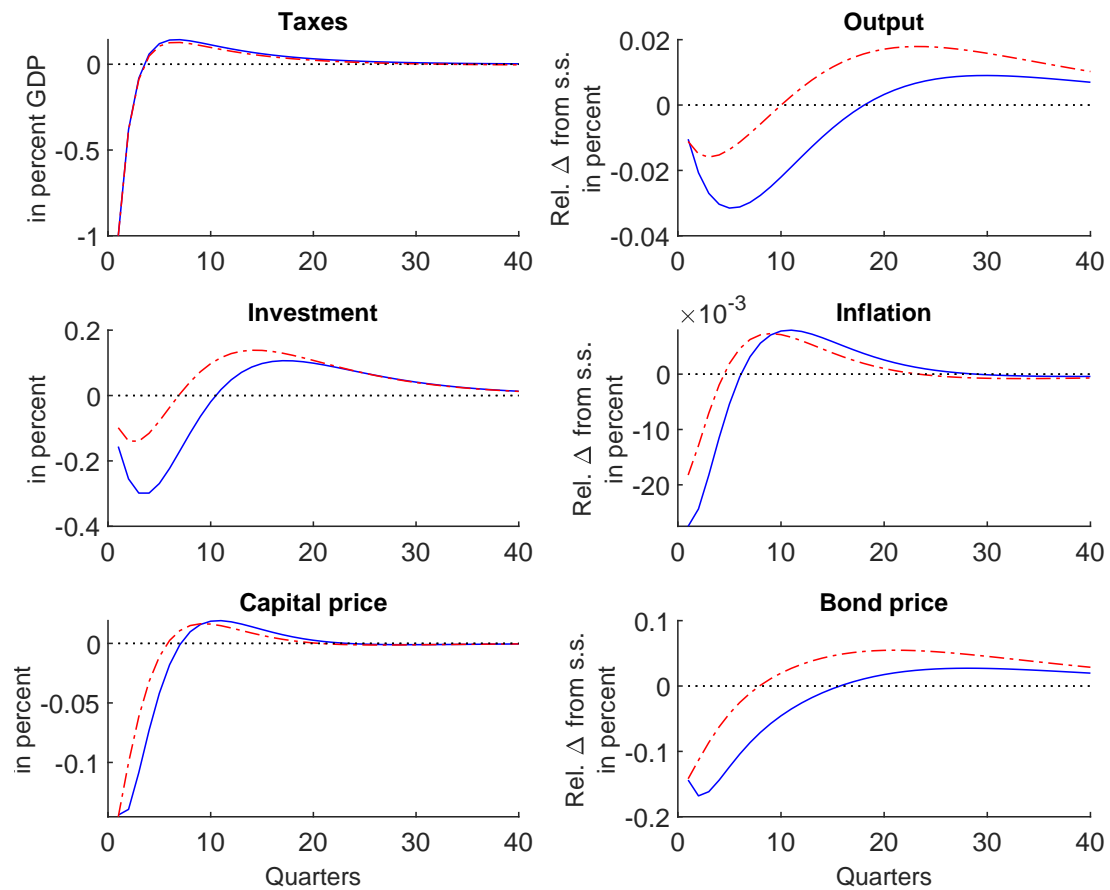 Taxes
in percent GDP
0
-0.5
-1
0 10 20 30 40
Output
Rel. Δ from s.s.
in percent
0.02
0
-0.02
-0.04
0 10 20 30 40
Investment
in percent
0.2
0
-0.2
-0.4
0 10 20 30 40
Inflation
×10-3
Rel. Δ from s.s.
in percent
0
-10
-20
0 10 20 30 40
Capital price
in percent
0
-0.05
-0.1
0 10 20 30 40
Quarters
Bond price
Rel. Δ from s.s.
in percent
0.1
0
-0.1
-0.2
0 10 20 30 40
Quarters